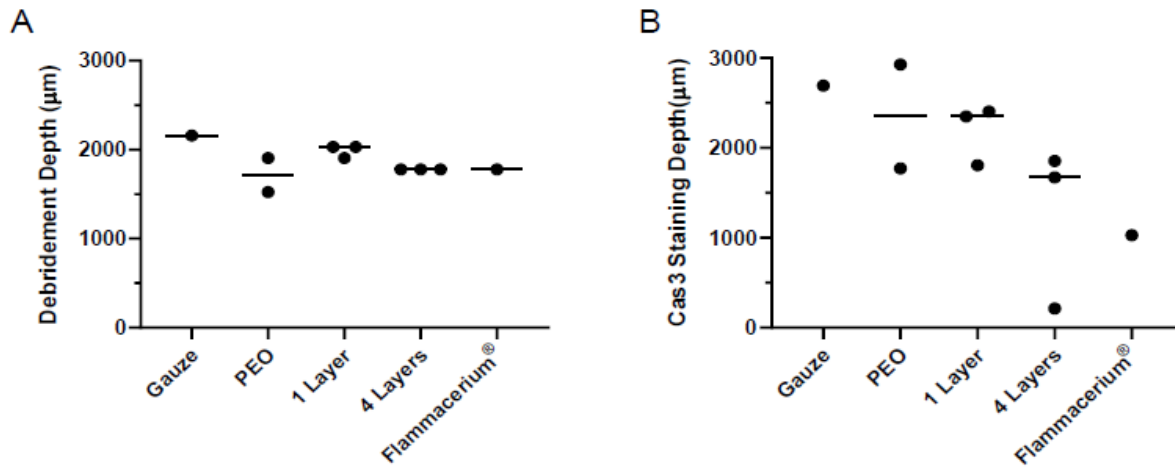 A
Debridement Depth (µm)
3000
2000
1000
0
Gauze
PEO
1 Layer
4 Layers
Flammacerium®
B
Cas3 Staining Depth(µm)
3000
2000
1000
0
Gauze
PEO
1 Layer
4 Layers
Flammacerium®